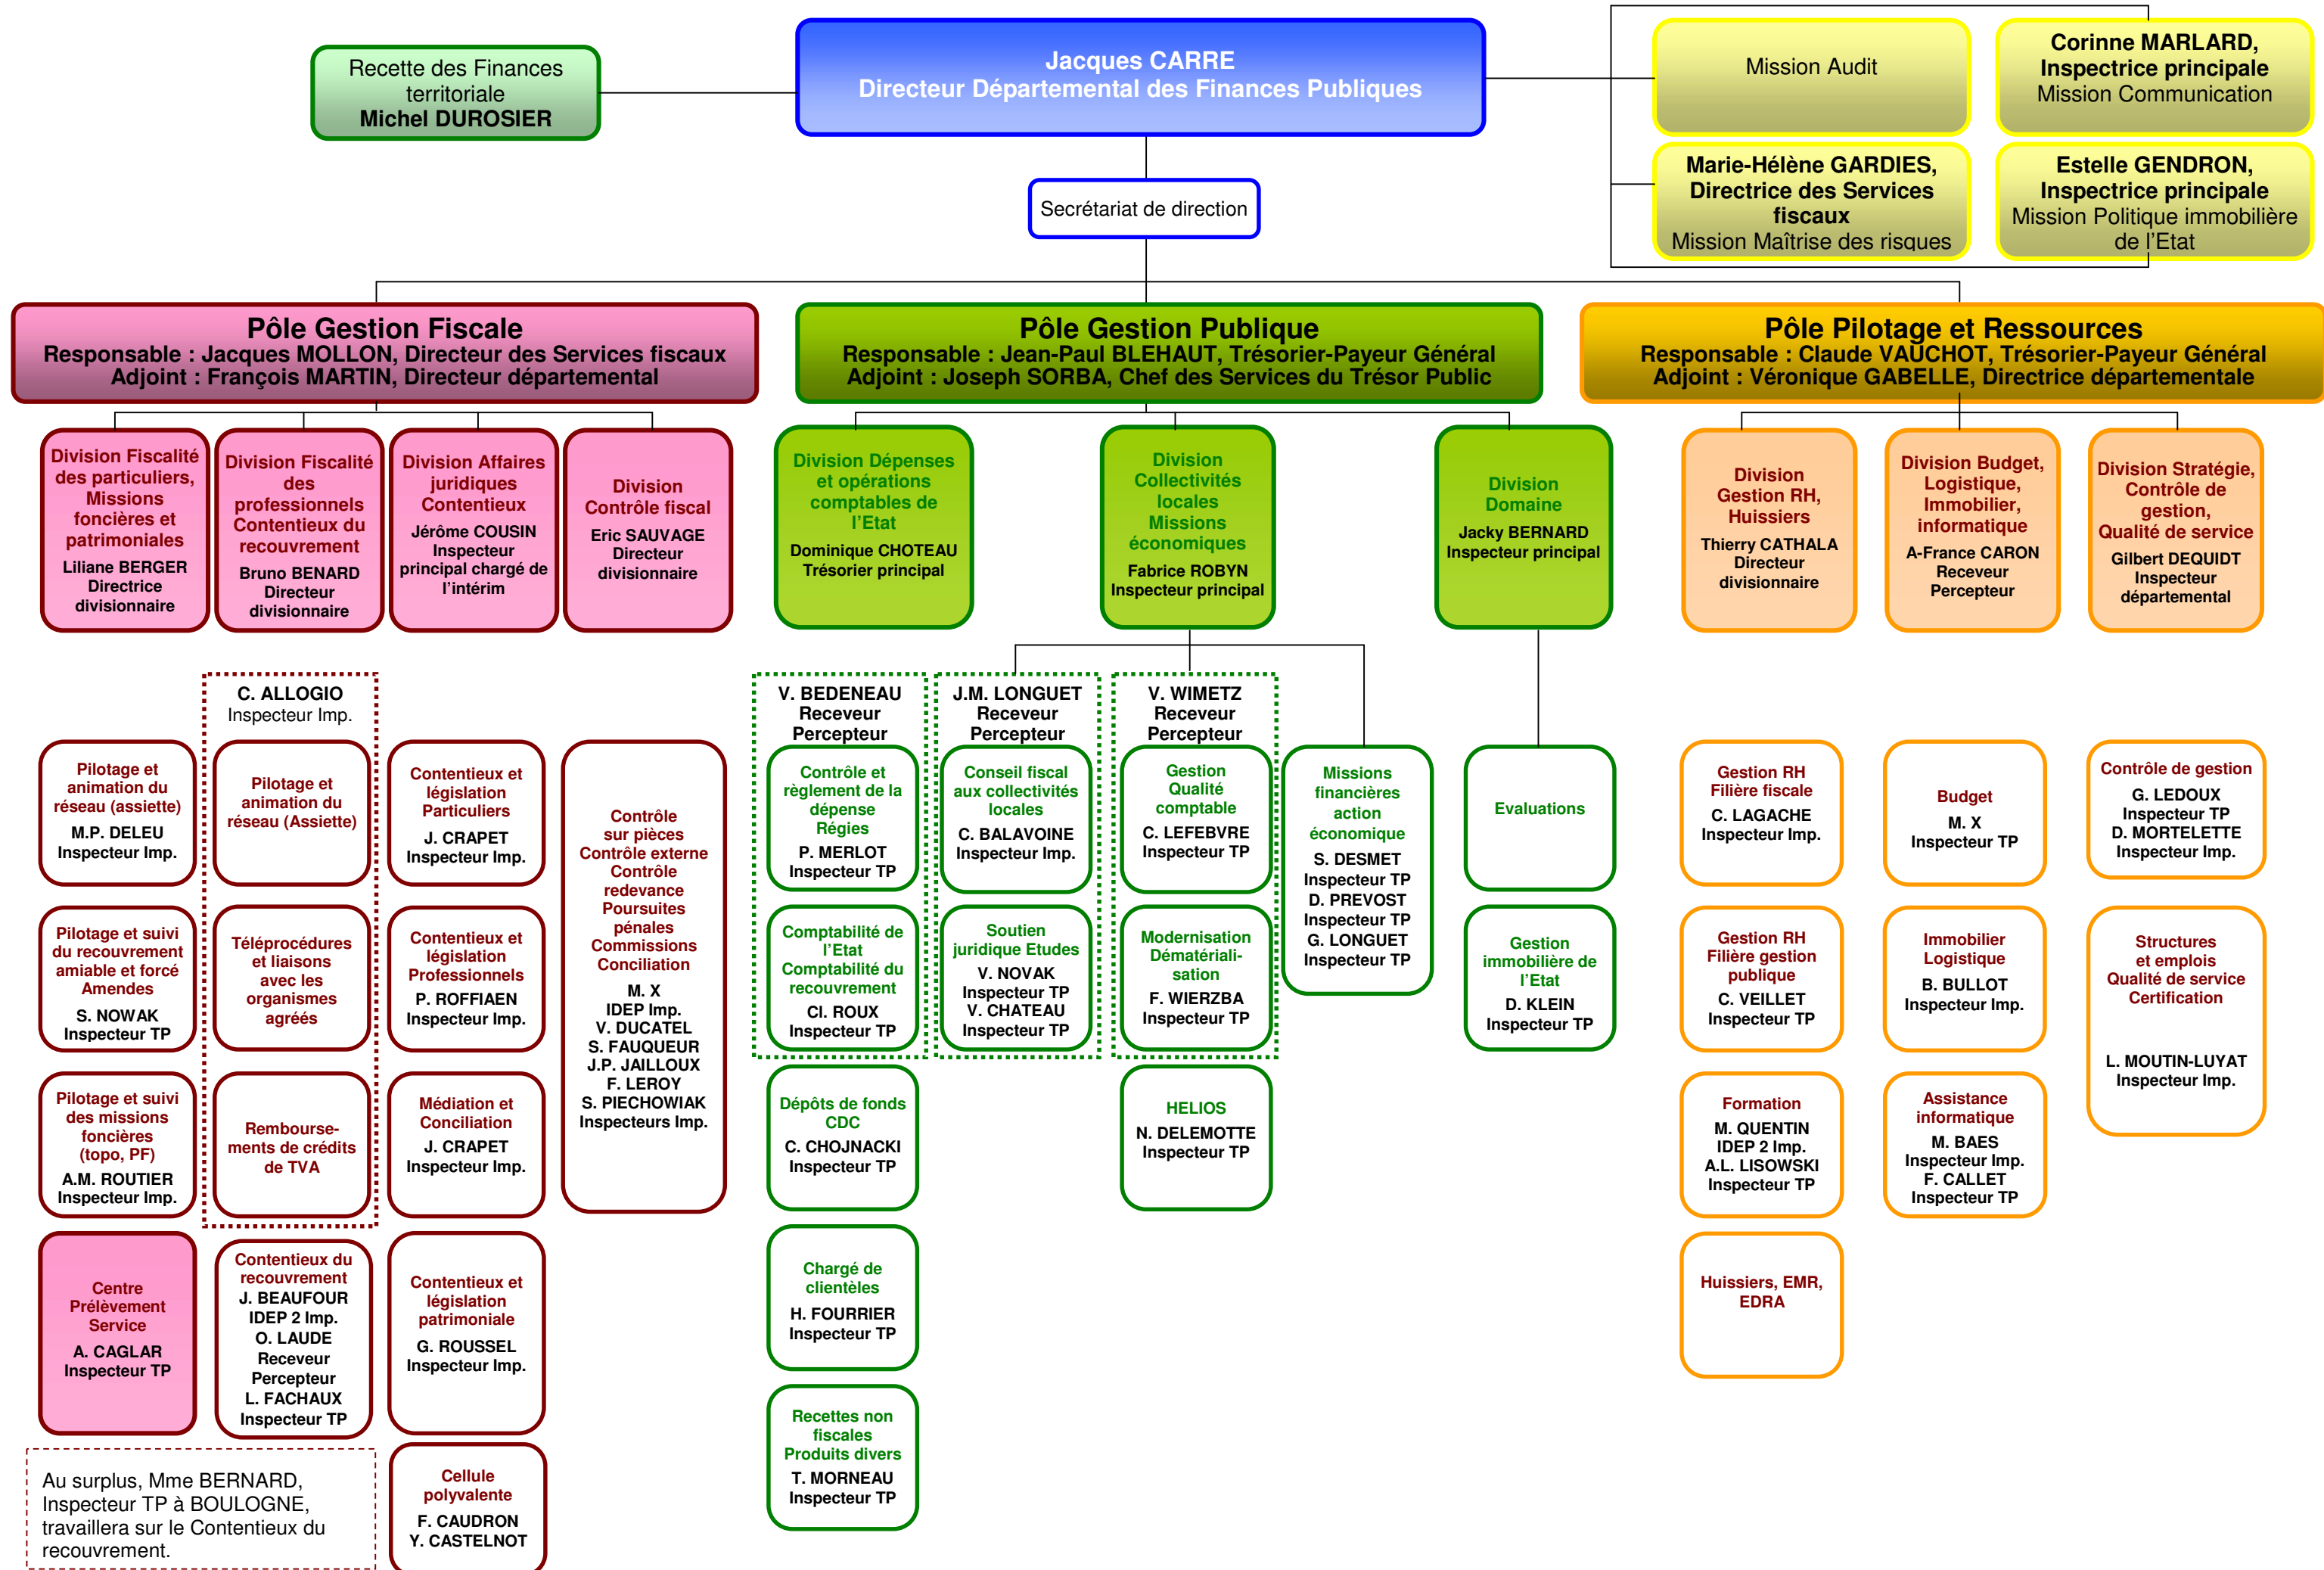 Recette des Finances
territoriale
Michel DUROSIER
Jacques CARRE
Directeur Départemental des Finances Publiques
Mission Audit
Corinne MARLARD,
Inspectrice principale
Mission Communication
Marie-Hélène GARDIES,
Directrice des Services
fiscaux
Mission Maîtrise des risques
Estelle GENDRON,
Inspectrice principale
Mission Politique immobilière
de l'Etat
Secrétariat de direction
Pôle Gestion Fiscale
Responsable : Jacques MOLLON, Directeur des Services fiscaux
Adjoint : François MARTIN, Directeur départemental
Pôle Gestion Publique
Responsable : Jean-Paul BLEHAUT, Trésorier-Payeur Général
Adjoint : Joseph SORBA, Chef des Services du Trésor Public
Pôle Pilotage et Ressources
Responsable : Claude VAUCHOT, Trésorier-Payeur Général
Adjoint : Véronique GABELLE, Directrice départementale
Division Fiscalité
des particuliers,
Missions
foncières et
patrimoniales
Liliane BERGER
Directrice
divisionnaire
Division Fiscalité
des
professionnels
Contentieux du
recouvrement
Bruno BENARD
Directeur
divisionnaire
Division Affaires
juridiques
Contentieux
Jérôme COUSIN
Inspecteur
principal chargé de
l'intérim
Division
Contrôle fiscal
Eric SAUVAGE
Directeur
divisionnaire
Division Dépenses
et opérations
comptables de
l'Etat
Dominique CHOTEAU
Trésorier principal
Division
Collectivités
locales
Missions
économiques
Fabrice ROBYN
Inspecteur principal
Division
Domaine
Jacky BERNARD
Inspecteur principal
Division
Gestion RH,
Huissiers
Thierry CATHALA
Directeur
divisionnaire
Division Budget,
Logistique,
Immobilier,
informatique
A-France CARON
Receveur
Percepteur
Division Stratégie,
Contrôle de
gestion,
Qualité de service
Gilbert DEQUIDT
Inspecteur
départemental
Pilotage et
animation du
réseau (assiette)
M.P. DELEU
Inspecteur Imp.
Pilotage et suivi
du recouvrement
amiable et forcé
Amendes
S. NOWAK
Inspecteur TP
Pilotage et suivi
des missions
foncières
(topo, PF)
A.M. ROUTIER
Inspecteur Imp.
Centre
Prélèvement
Service
A. CAGLAR
Inspecteur TP
C. ALLOGIO
Inspecteur Imp.
Pilotage et
animation du
réseau (Assiette)
Téléprocédures
et liaisons
avec les
organismes
agréés
Rembourse-
ments de crédits
de TVA
Contentieux du
recouvrement
J. BEAUFOUR
IDEP 2 Imp.
O. LAUDE
Receveur
Percepteur
L. FACHAUX
Inspecteur TP
Contentieux et
législation
Particuliers
J. CRAPET
Inspecteur Imp.
Contentieux et
législation
Professionnels
P. ROFFIAEN
Inspecteur Imp.
Médiation et
Conciliation
J. CRAPET
Inspecteur Imp.
Contentieux et
législation
patrimoniale
G. ROUSSEL
Inspecteur Imp.
Cellule
polyvalente
F. CAUDRON
Y. CASTELNOT
Contrôle
sur pièces
Contrôle externe
Contrôle
redevance
Poursuites
pénales
Commissions
Conciliation
M. X
IDEP Imp.
V. DUCATEL
S. FAUQUEUR
J.P. JAILLOUX
F. LEROY
S. PIECHOWIAK
Inspecteurs Imp.
V. BEDENEAU
Receveur
Percepteur
Contrôle et
règlement de la
dépense
Régies
P. MERLOT
Inspecteur TP
Comptabilité de
l'Etat
Comptabilité du
recouvrement
Cl. ROUX
Inspecteur TP
Dépôts de fonds
CDC
C. CHOJNACKI
Inspecteur TP
Chargé de
clientèles
H. FOURRIER
Inspecteur TP
Recettes non
fiscales
Produits divers
T. MORNEAU
Inspecteur TP
J.M. LONGUET
Receveur
Percepteur
Conseil fiscal
aux collectivités
locales
C. BALAVOINE
Inspecteur Imp.
Soutien
juridique Etudes
V. NOVAK
Inspecteur TP
V. CHATEAU
Inspecteur TP
V. WIMETZ
Receveur
Percepteur
Gestion
Qualité
comptable
C. LEFEBVRE
Inspecteur TP
Modernisation
Dématériali-
sation
F. WIERZBA
Inspecteur TP
HELIOS
N. DELEMOTTE
Inspecteur TP
Missions
financières
action
économique
S. DESMET
Inspecteur TP
D. PREVOST
Inspecteur TP
G. LONGUET
Inspecteur TP
Evaluations
Gestion
immobilière de
l'Etat
D. KLEIN
Inspecteur TP
Gestion RH
Filière fiscale
C. LAGACHE
Inspecteur Imp.
Gestion RH
Filière gestion
publique
C. VEILLET
Inspecteur TP
Formation
M. QUENTIN
IDEP 2 Imp.
A.L. LISOWSKI
Inspecteur TP
Huissiers, EMR,
EDRA
Budget
M. X
Inspecteur TP
Immobilier
Logistique
B. BULLOT
Inspecteur Imp.
Assistance
informatique
M. BAES
Inspecteur Imp.
F. CALLET
Inspecteur TP
Contrôle de gestion
G. LEDOUX
Inspecteur TP
D. MORTELETTE
Inspecteur Imp.
Structures
et emplois
Qualité de service
Certification
L. MOUTIN-LUYAT
Inspecteur Imp.
Au surplus, Mme BERNARD,
Inspecteur TP à BOULOGNE,
travaillera sur le Contentieux du
recouvrement.